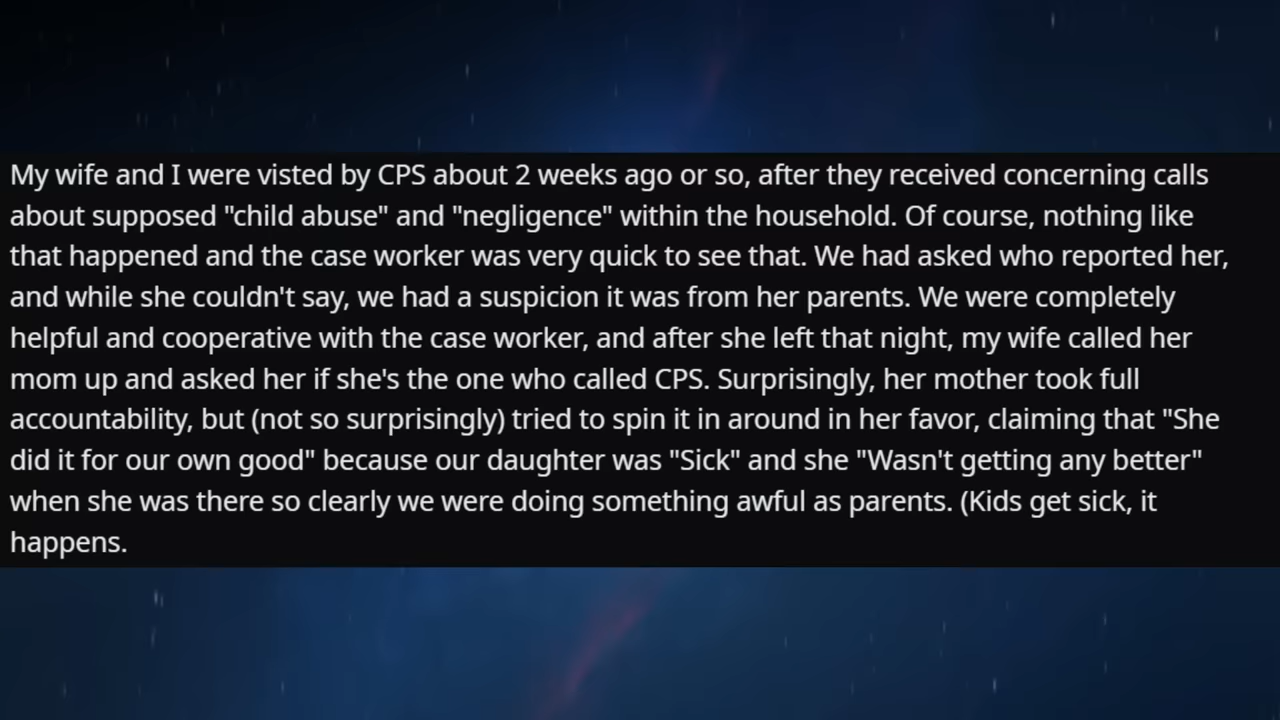 My wife and I were visted by CPS about 2 weeks ago or so, after they received concerning calls
about supposed "child abuse" and "negligence" within the household. Of course, nothing like
that happened and the case worker was very quick to see that. We had asked who reported her,
and while she couldn't say, we had a suspicion it was from her parents. We were completely
helpful and cooperative with the case worker, and after she left that night, my wife called her
mom up and asked her if she's the one who called CPS. Surprisingly, her mother took full
accountability, but (not so surprisingly) tried to spin it in around in her favor, claiming that "She
did it for our own good" because our daughter was "Sick" and she "Wasn't getting any better"
when she was there so clearly we were doing something awful as parents. (Kids get sick, it
happens.